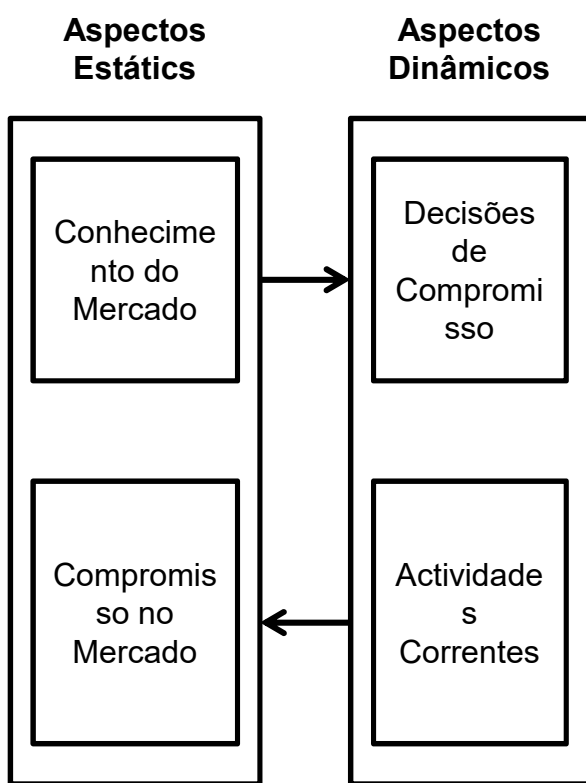 Aspectos
Estátics
Aspectos
Dinâmicos
Conhecime
nto do
Mercado
Decisões
de
Compromi
sso
Compromis
so no
Mercado
Actividade
s
Correntes